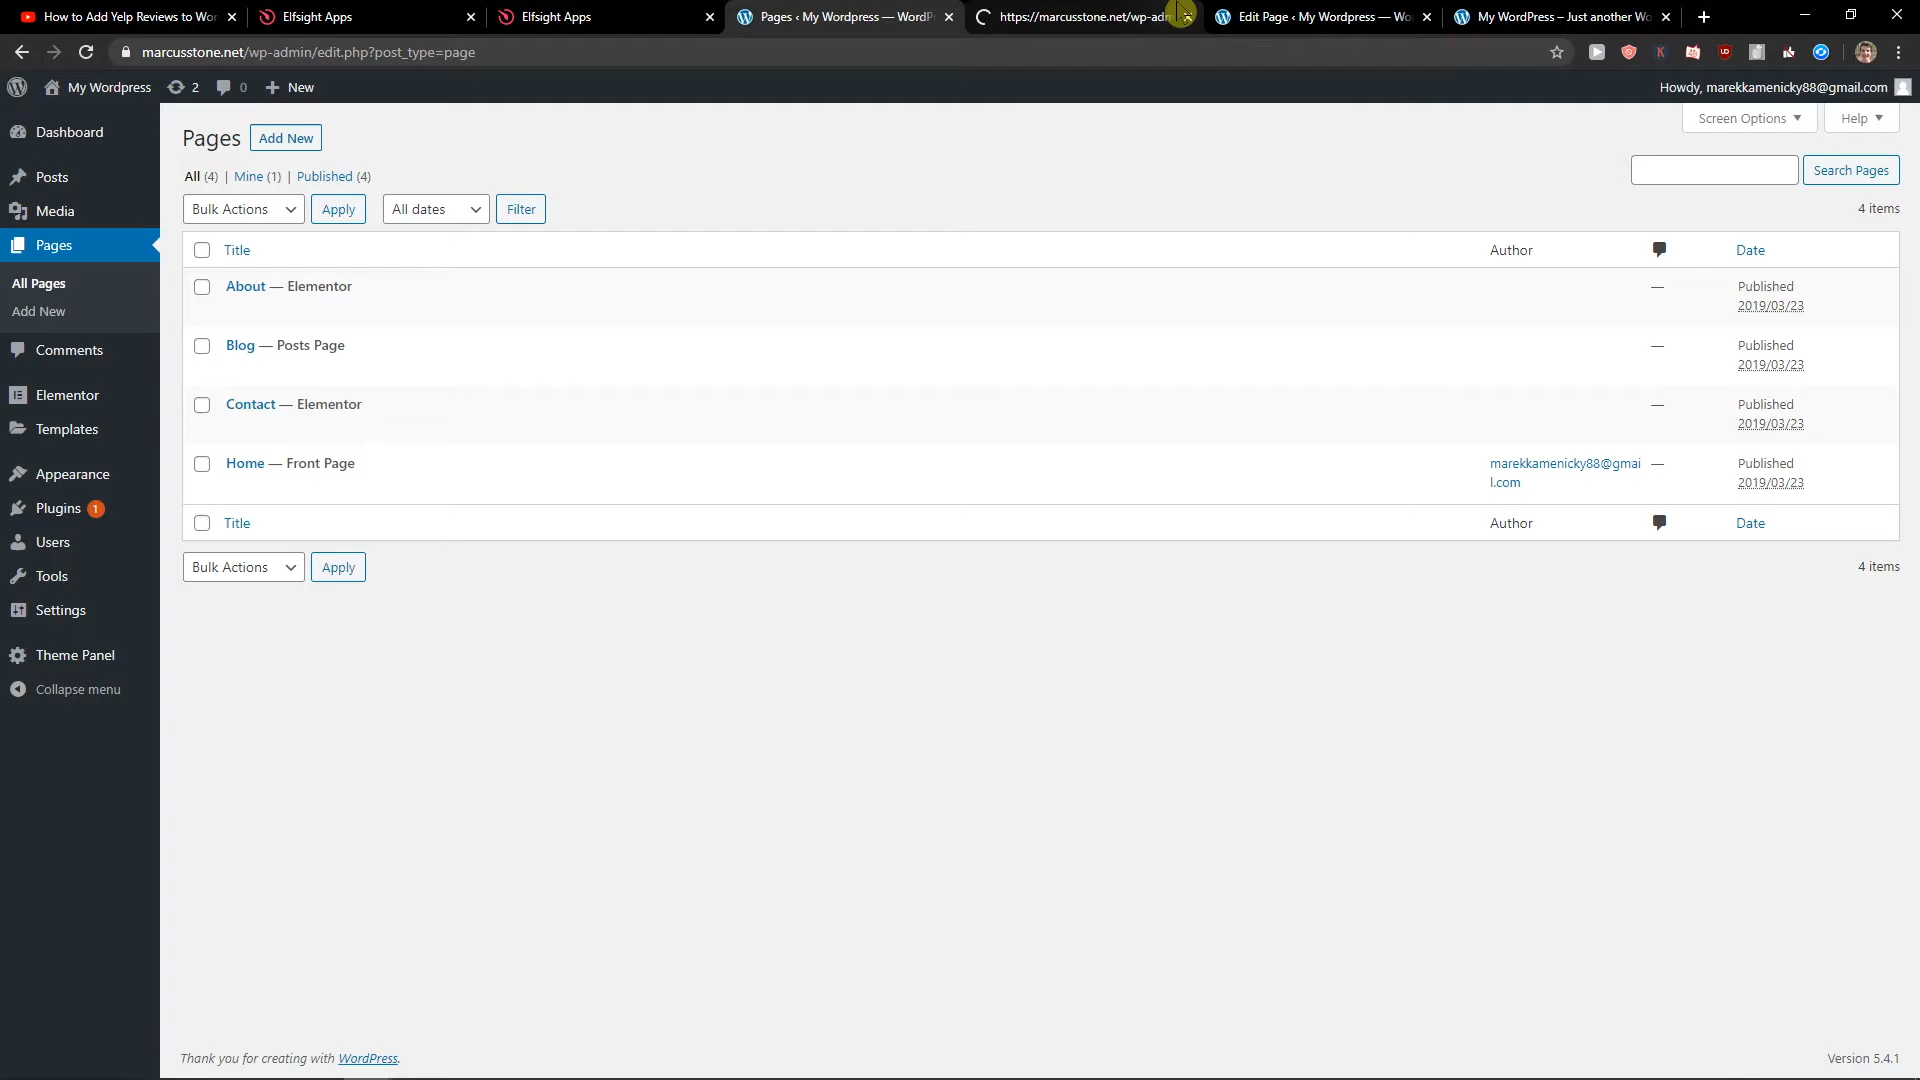 How to Add Yelp Reviews to Wor
Elfsight Apps
Elfsight Apps
Pages ‹ My Wordpress — WordP
https://marcusstone.net/wp-adm
Edit Page ‹ My Wordpress — Wo
My WordPress – Just another Wo
marcusstone.net/wp-admin/edit.php?post_type=page
My Wordpress
2
0
New
Howdy, marekkamenicky88@gmail.com
Dashboard
Posts
Media
Pages
All Pages
Add New
Comments
Elementor
Templates
Appearance
Plugins 1
Users
Tools
Settings
Theme Panel
Collapse menu
Screen Options
Help
Pages
Add New
All (4) | Mine (1) | Published (4)
Search Pages
Bulk Actions
Apply
All dates
Filter
4 items
Title
Author
Date
About — Elementor
—
Published
2019/03/23
Blog — Posts Page
—
Published
2019/03/23
Contact — Elementor
—
Published
2019/03/23
Home — Front Page
marekkamenicky88@gmai
l.com
—
Published
2019/03/23
Title
Author
Date
Bulk Actions
Apply
4 items
Thank you for creating with WordPress.
Version 5.4.1